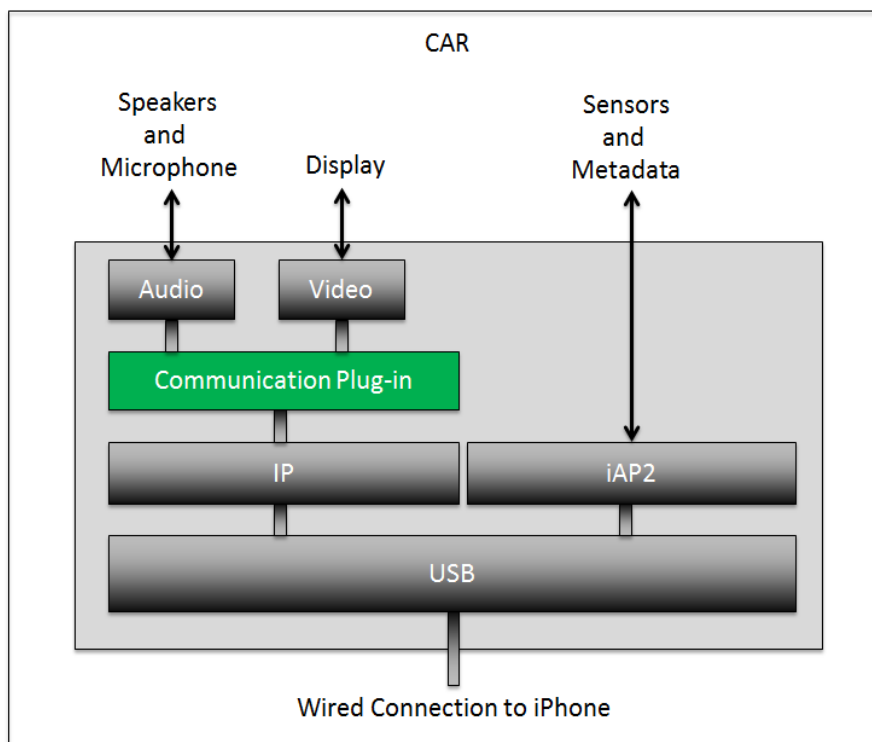 CAR
Speakers
and
Microphone
Display
Sensors
and
Metadata
Audio
Video
Communication Plug-in
IP
iAP2
USB
Wired Connection to iPhone